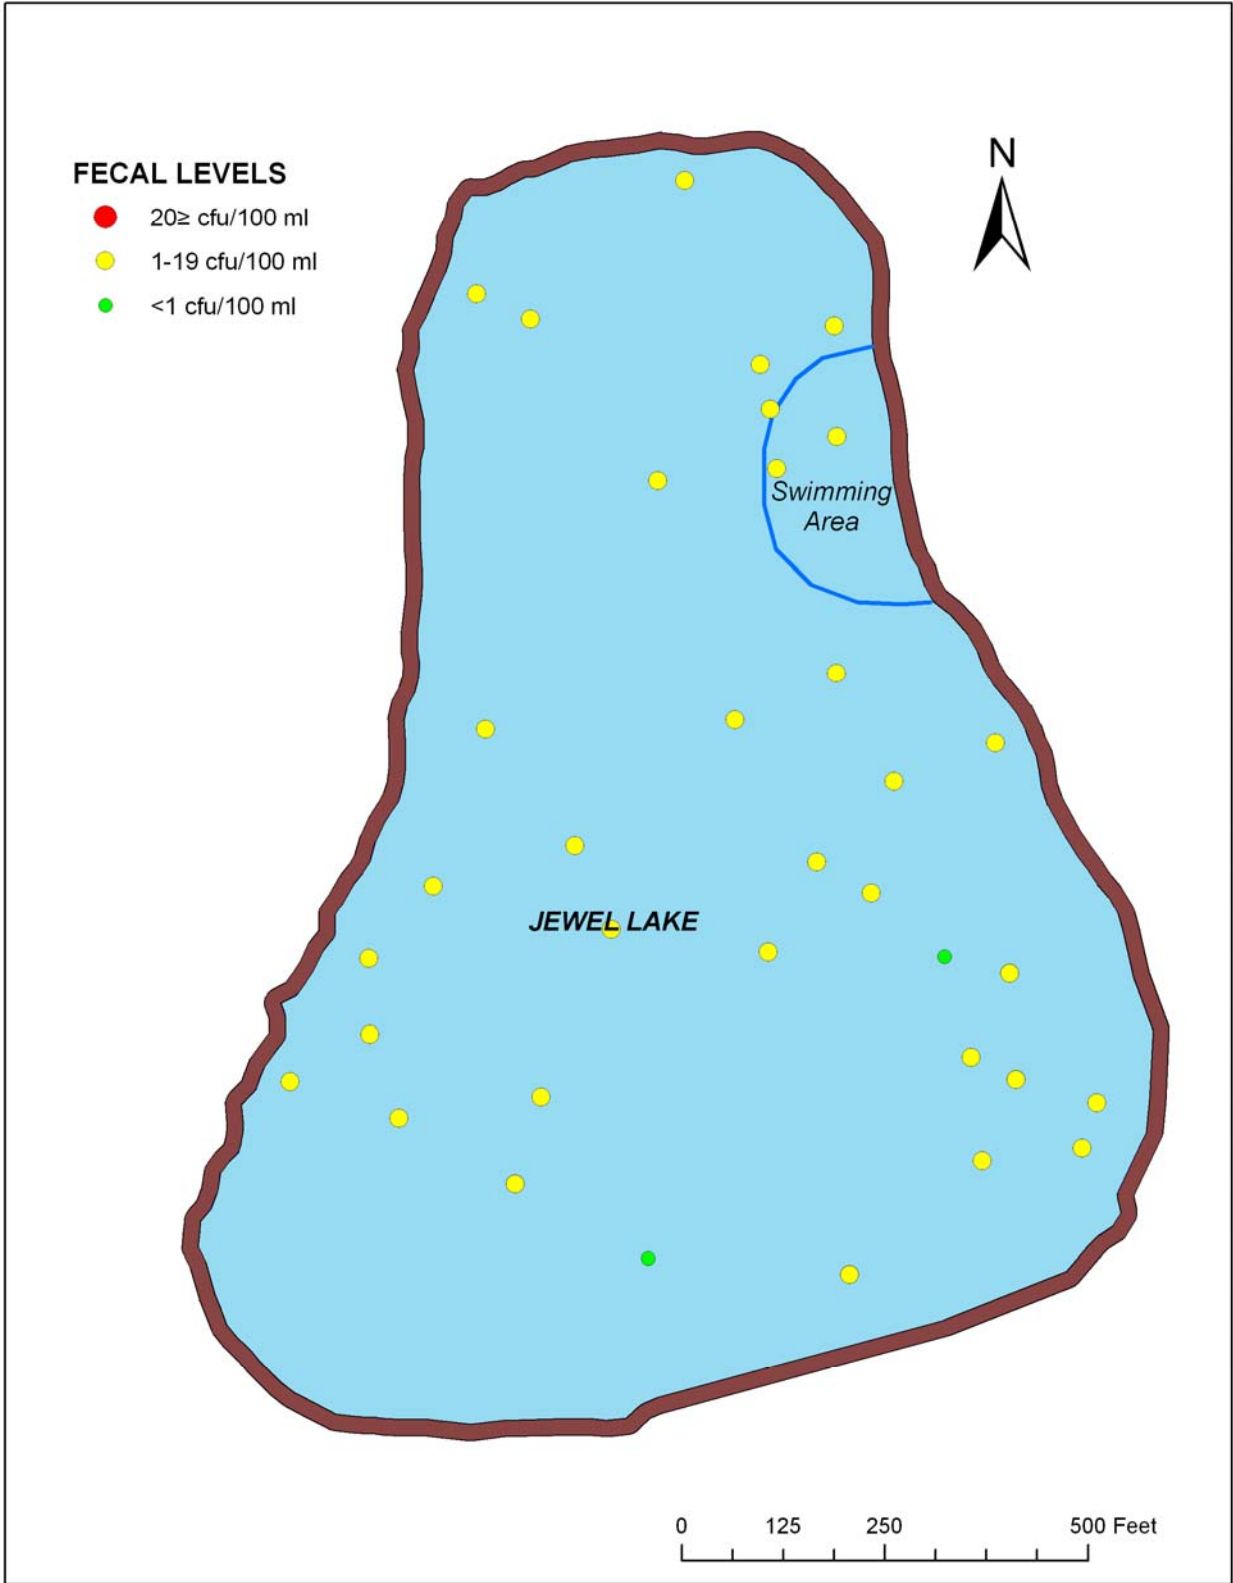 N
FECAL LEVELS
20≥ cfu/100 ml
1-19 cfu/100 ml
<1 cfu/100 ml
Swimming
Area
JEWEL LAKE
0 125 250 500 Feet